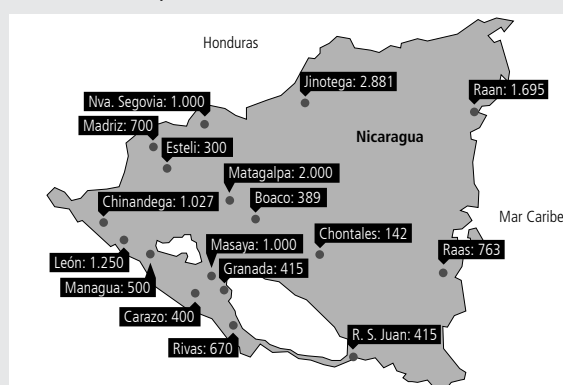 Honduras
Jinotega: 2.881
Raan: 1.695
Nva. Segovia: 1.000
Madriz: 700
Nicaragua
Esteli: 300
Matagalpa: 2.000
Boaco: 389
Chinandega: 1.027
Mar Caribe
Chontales: 142
Masaya: 1.000
Raas: 763
León: 1.250
Granada: 415
Managua: 500
Carazo: 400
R. S. Juan: 415
Rivas: 670